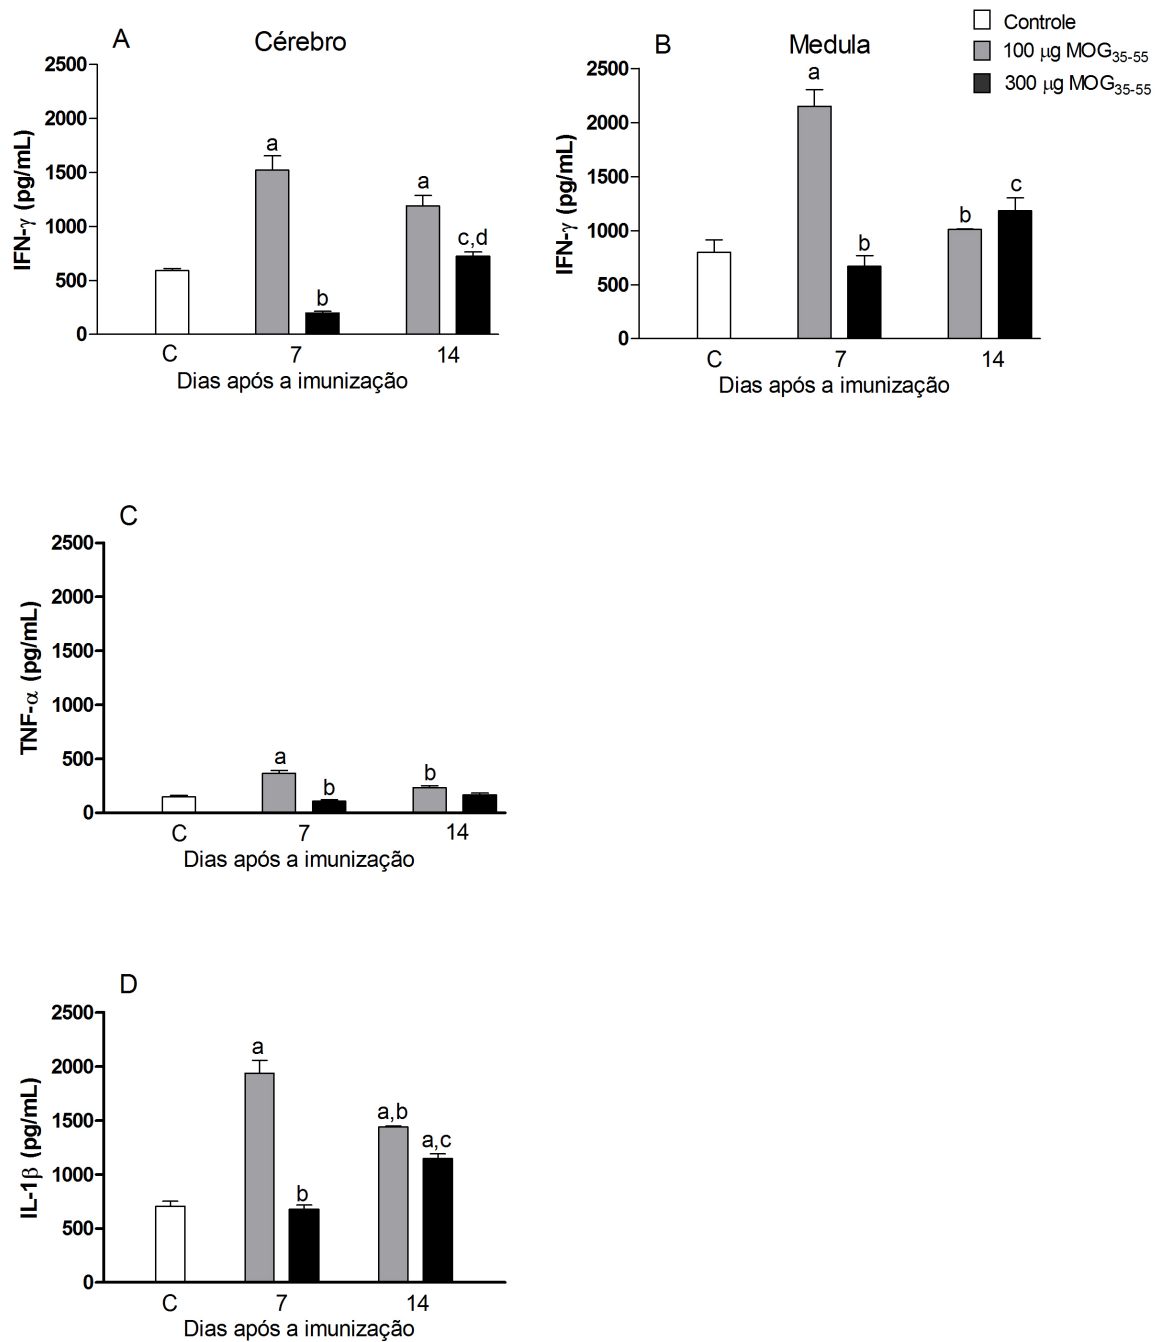 A
Cérebro
IFN-γ (pg/mL)
2500
2000
1500
1000
500
0
a
b
a
c,d
C
7
14
Dias após a imunização
B
Medula
Controle
100 μg MOG35-55
300 μg MOG35-55
IFN-γ (pg/mL)
2500
2000
1500
1000
500
0
a
b
b
c
C
7
14
Dias após a imunização
C
TNF-α (pg/mL)
2500
2000
1500
1000
500
0
a
b
b
C
7
14
Dias após a imunização
D
IL-1β (pg/mL)
2500
2000
1500
1000
500
0
a
b
a,b
a,c
C
7
14
Dias após a imunização